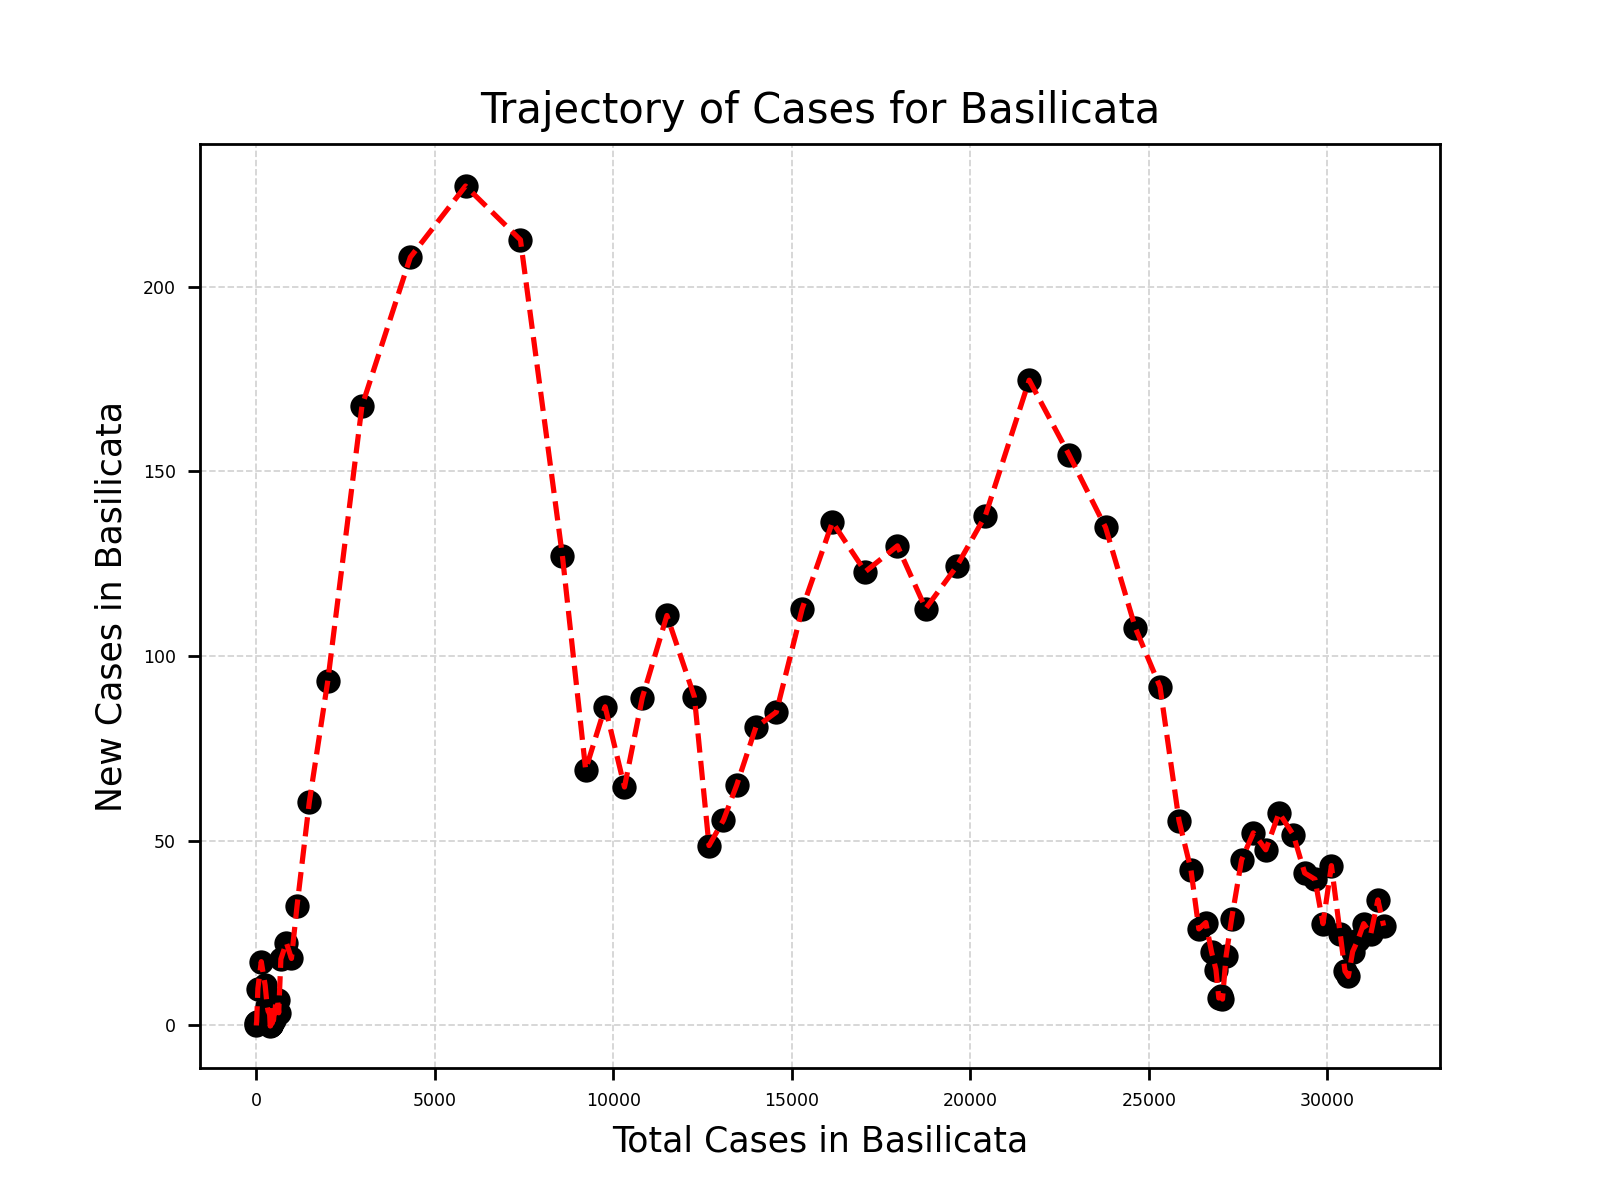 Trajectory of Cases for Basilicata
New Cases in Basilicata
200
150
100
50
0
0 5000 10000 15000 20000 25000 30000
Total Cases in Basilicata